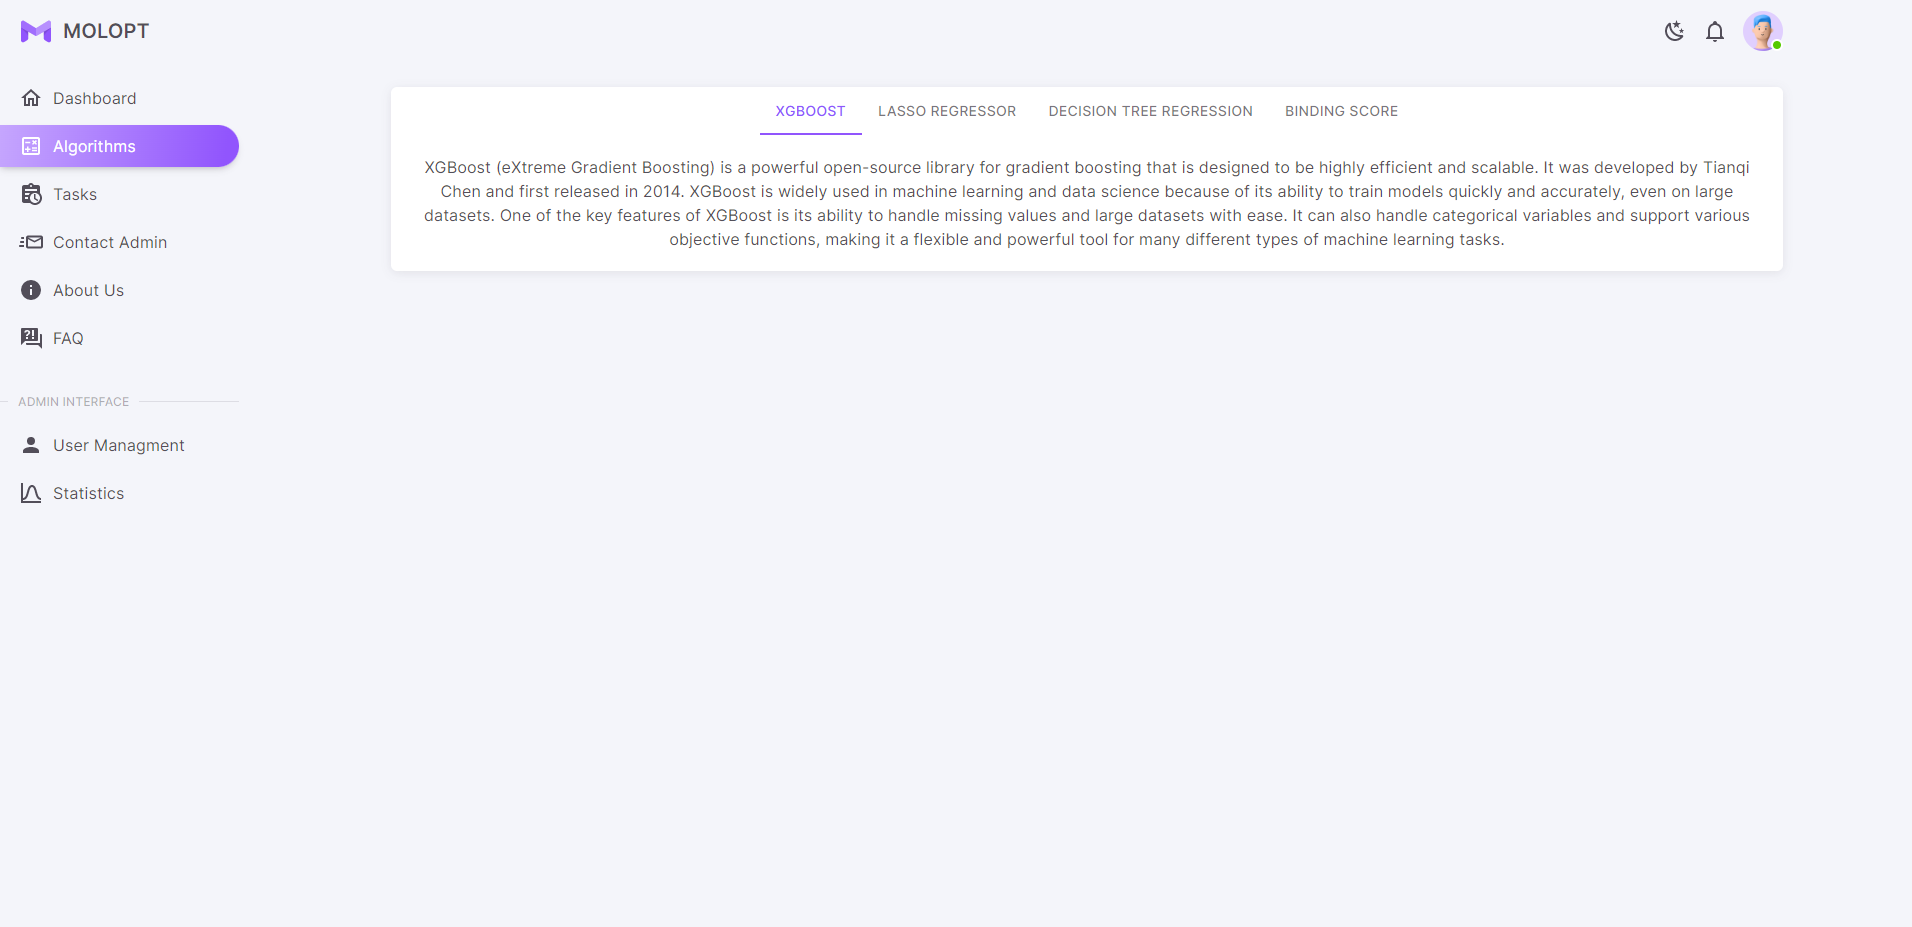 MOLOPT
Dashboard
Algorithms
Tasks
Contact Admin
About Us
FAQ
ADMIN INTERFACE
User Managment
Statistics
XGBOOST LASSO REGRESSOR DECISION TREE REGRESSION BINDING SCORE
XGBoost (eXtreme Gradient Boosting) is a powerful open-source library for gradient boosting that is designed to be highly efficient and scalable. It was developed by Tianqi
Chen and first released in 2014. XGBoost is widely used in machine learning and data science because of its ability to train models quickly and accurately, even on large
datasets. One of the key features of XGBoost is its ability to handle missing values and large datasets with ease. It can also handle categorical variables and support various
objective functions, making it a flexible and powerful tool for many different types of machine learning tasks.